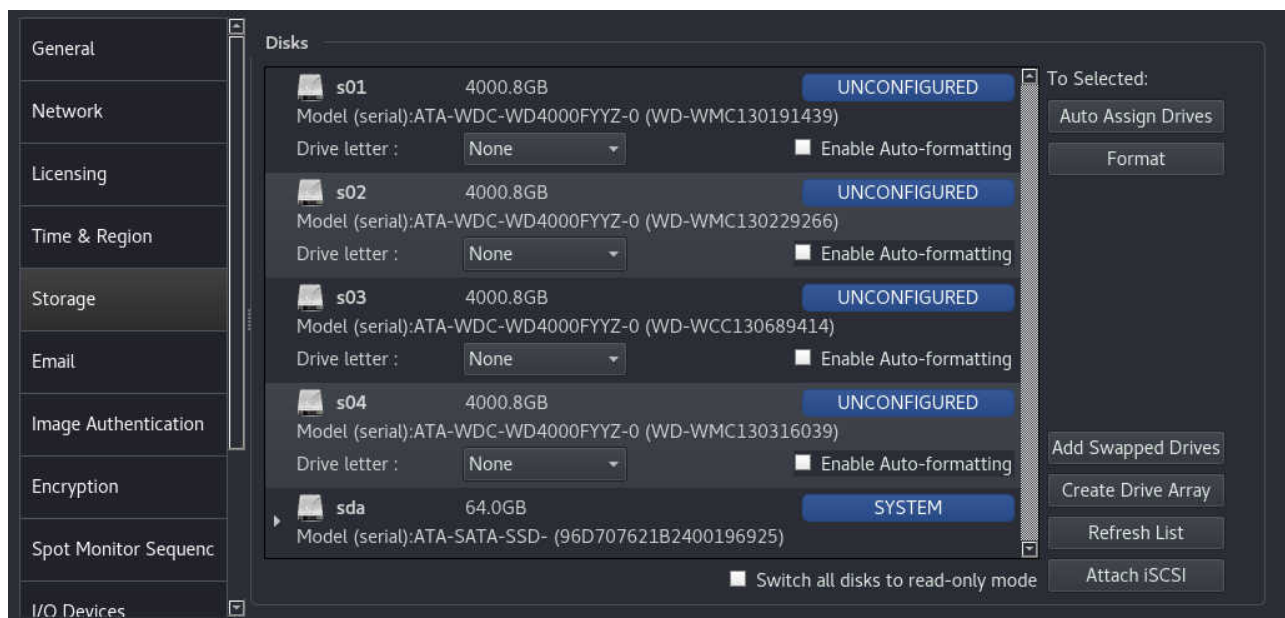 General
Network
Licensing
Time & Region
Storage
Email
Image Authentication
Encryption
Spot Monitor Sequenc
I/O Devices
Disks
s01 4000.8GB UNCONFIGURED
Model (serial):ATA-WDC-WD4000FYYZ-0 (WD-WMC130191439)
Drive letter : None Enable Auto-formatting
s02 4000.8GB UNCONFIGURED
Model (serial):ATA-WDC-WD4000FYYZ-0 (WD-WMC130229266)
Drive letter : None Enable Auto-formatting
s03 4000.8GB UNCONFIGURED
Model (serial):ATA-WDC-WD4000FYYZ-0 (WD-WCC130689414)
Drive letter : None Enable Auto-formatting
s04 4000.8GB UNCONFIGURED
Model (serial):ATA-WDC-WD4000FYYZ-0 (WD-WMC130316039)
Drive letter : None Enable Auto-formatting
sda 64.0GB SYSTEM
Model (serial):ATA-SATA-SSD- (96D707621B2400196925)
Switch all disks to read-only mode
To Selected:
Auto Assign Drives
Format
Add Swapped Drives
Create Drive Array
Refresh List
Attach iSCSI